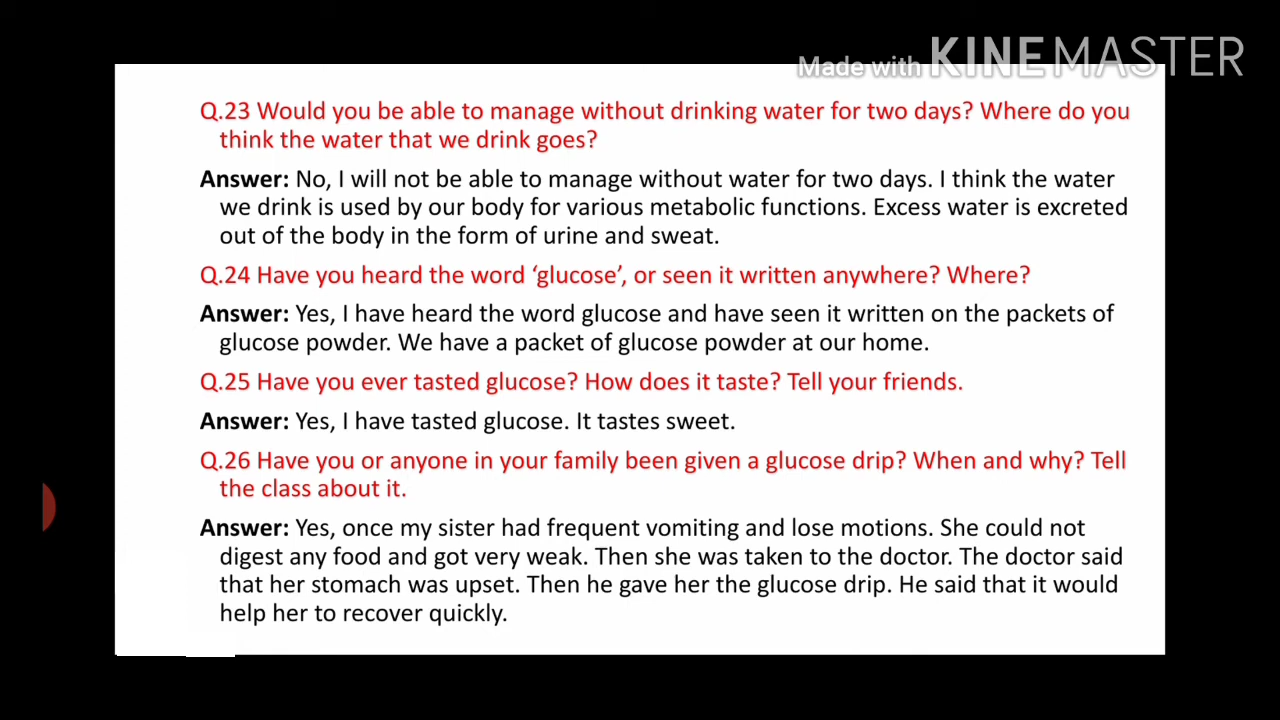 Made with KINEMASTER
Q.23 Would you be able to manage without drinking water for two days? Where do you
think the water that we drink goes?
Answer: No, I will not be able to manage without water for two days. I think the water
we drink is used by our body for various metabolic functions. Excess water is excreted
out of the body in the form of urine and sweat.
Q.24 Have you heard the word ‘glucose’, or seen it written anywhere? Where?
Answer: Yes, I have heard the word glucose and have seen it written on the packets of
glucose powder. We have a packet of glucose powder at our home.
Q.25 Have you ever tasted glucose? How does it taste? Tell your friends.
Answer: Yes, I have tasted glucose. It tastes sweet.
Q.26 Have you or anyone in your family been given a glucose drip? When and why? Tell
the class about it.
Answer: Yes, once my sister had frequent vomiting and lose motions. She could not
digest any food and got very weak. Then she was taken to the doctor. The doctor said
that her stomach was upset. Then he gave her the glucose drip. He said that it would
help her to recover quickly.